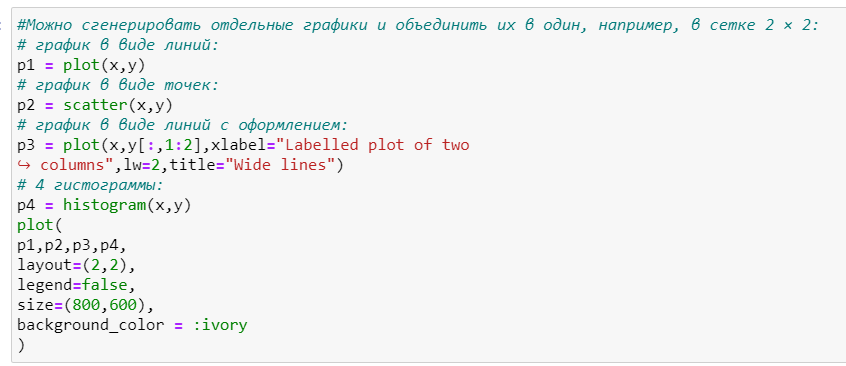 #Можно сгенерировать отдельные графики и объединить их в один, например, в сетке 2 × 2:
# график в виде линий:
p1 = plot(x,y)
# график в виде точек:
p2 = scatter(x,y)
# график в виде линий с оформлением:
p3 = plot(x,y[:,1:2],xlabel="Labelled plot of two
↪ columns",lw=2,title="Wide lines")
# 4 гистограммы:
p4 = histogram(x,y)
plot(
p1,p2,p3,p4,
layout=(2,2),
legend=false,
size=(800,600),
background_color = :ivory
)